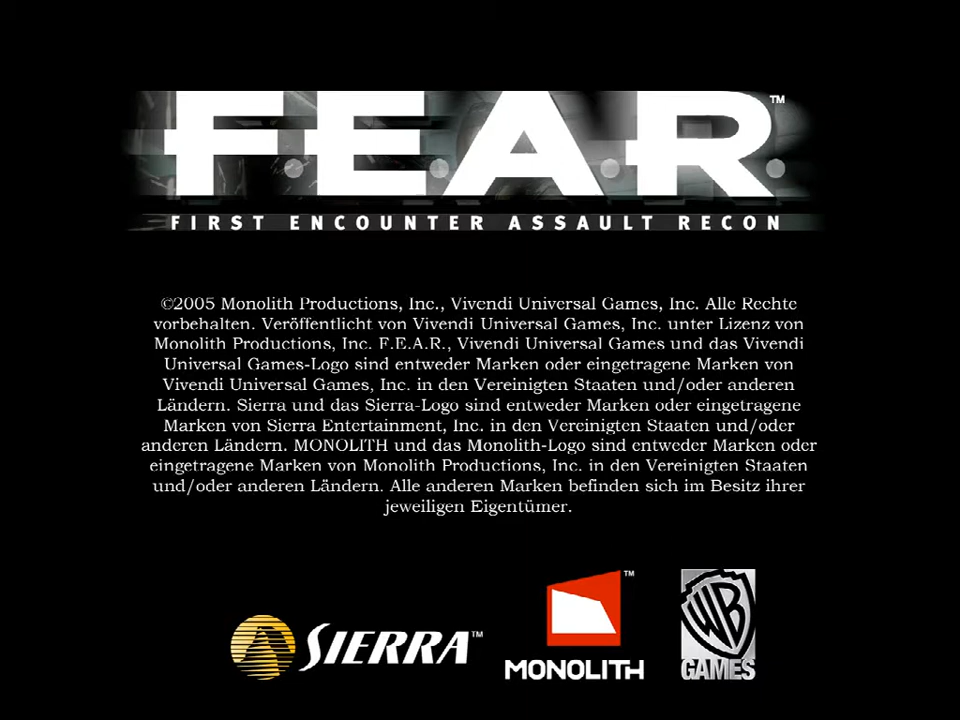 F.E.A.R.™
FIRST ENCOUNTER ASSAULT RECON
©2005 Monolith Productions, Inc., Vivendi Universal Games, Inc. Alle Rechte
vorbehalten. Veröffentlicht von Vivendi Universal Games, Inc. unter Lizenz von
Monolith Productions, Inc. F.E.A.R., Vivendi Universal Games und das Vivendi
Universal Games-Logo sind entweder Marken oder eingetragene Marken von
Vivendi Universal Games, Inc. in den Vereinigten Staaten und/oder anderen
Ländern. Sierra und das Sierra-Logo sind entweder Marken oder eingetragene
Marken von Sierra Entertainment, Inc. in den Vereinigten Staaten und/oder
anderen Ländern. MONOLITH und das Monolith-Logo sind entweder Marken oder
eingetragene Marken von Monolith Productions, Inc. in den Vereinigten Staaten
und/oder anderen Ländern. Alle anderen Marken befinden sich im Besitz ihrer
jeweiligen Eigentümer.
SIERRA™
™
MONOLITH
WB
GAMES